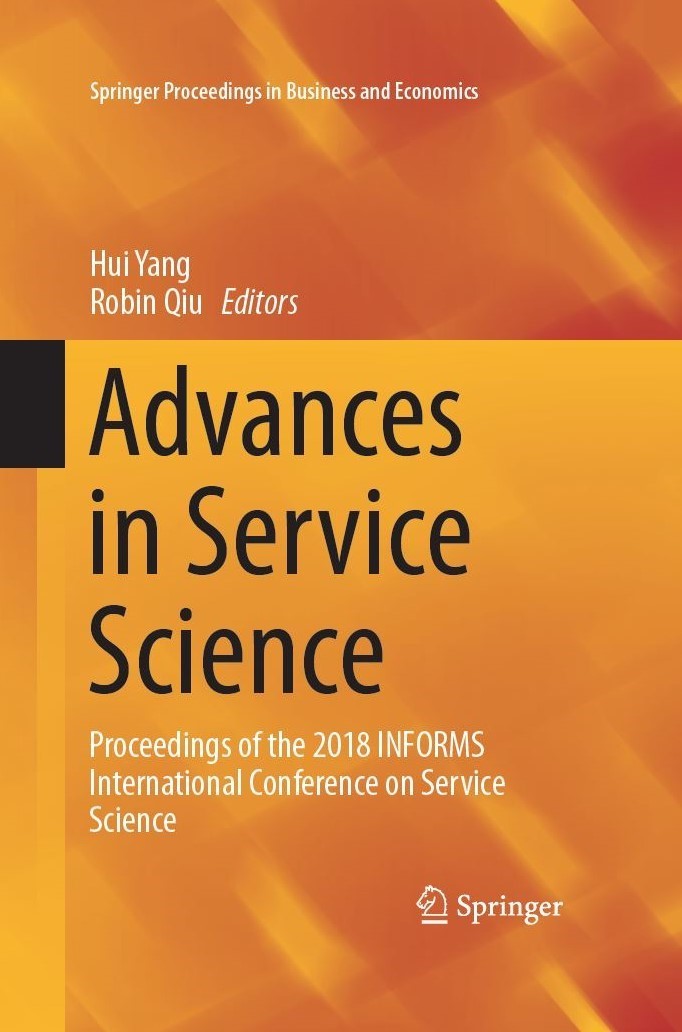 Springer Proceedings in Business and Economics
Hui Yang
Robin Qiu Editors
Advances
in Service
Science
Proceedings of the 2018 INFORMS
International Conference on Service
Science
Springer